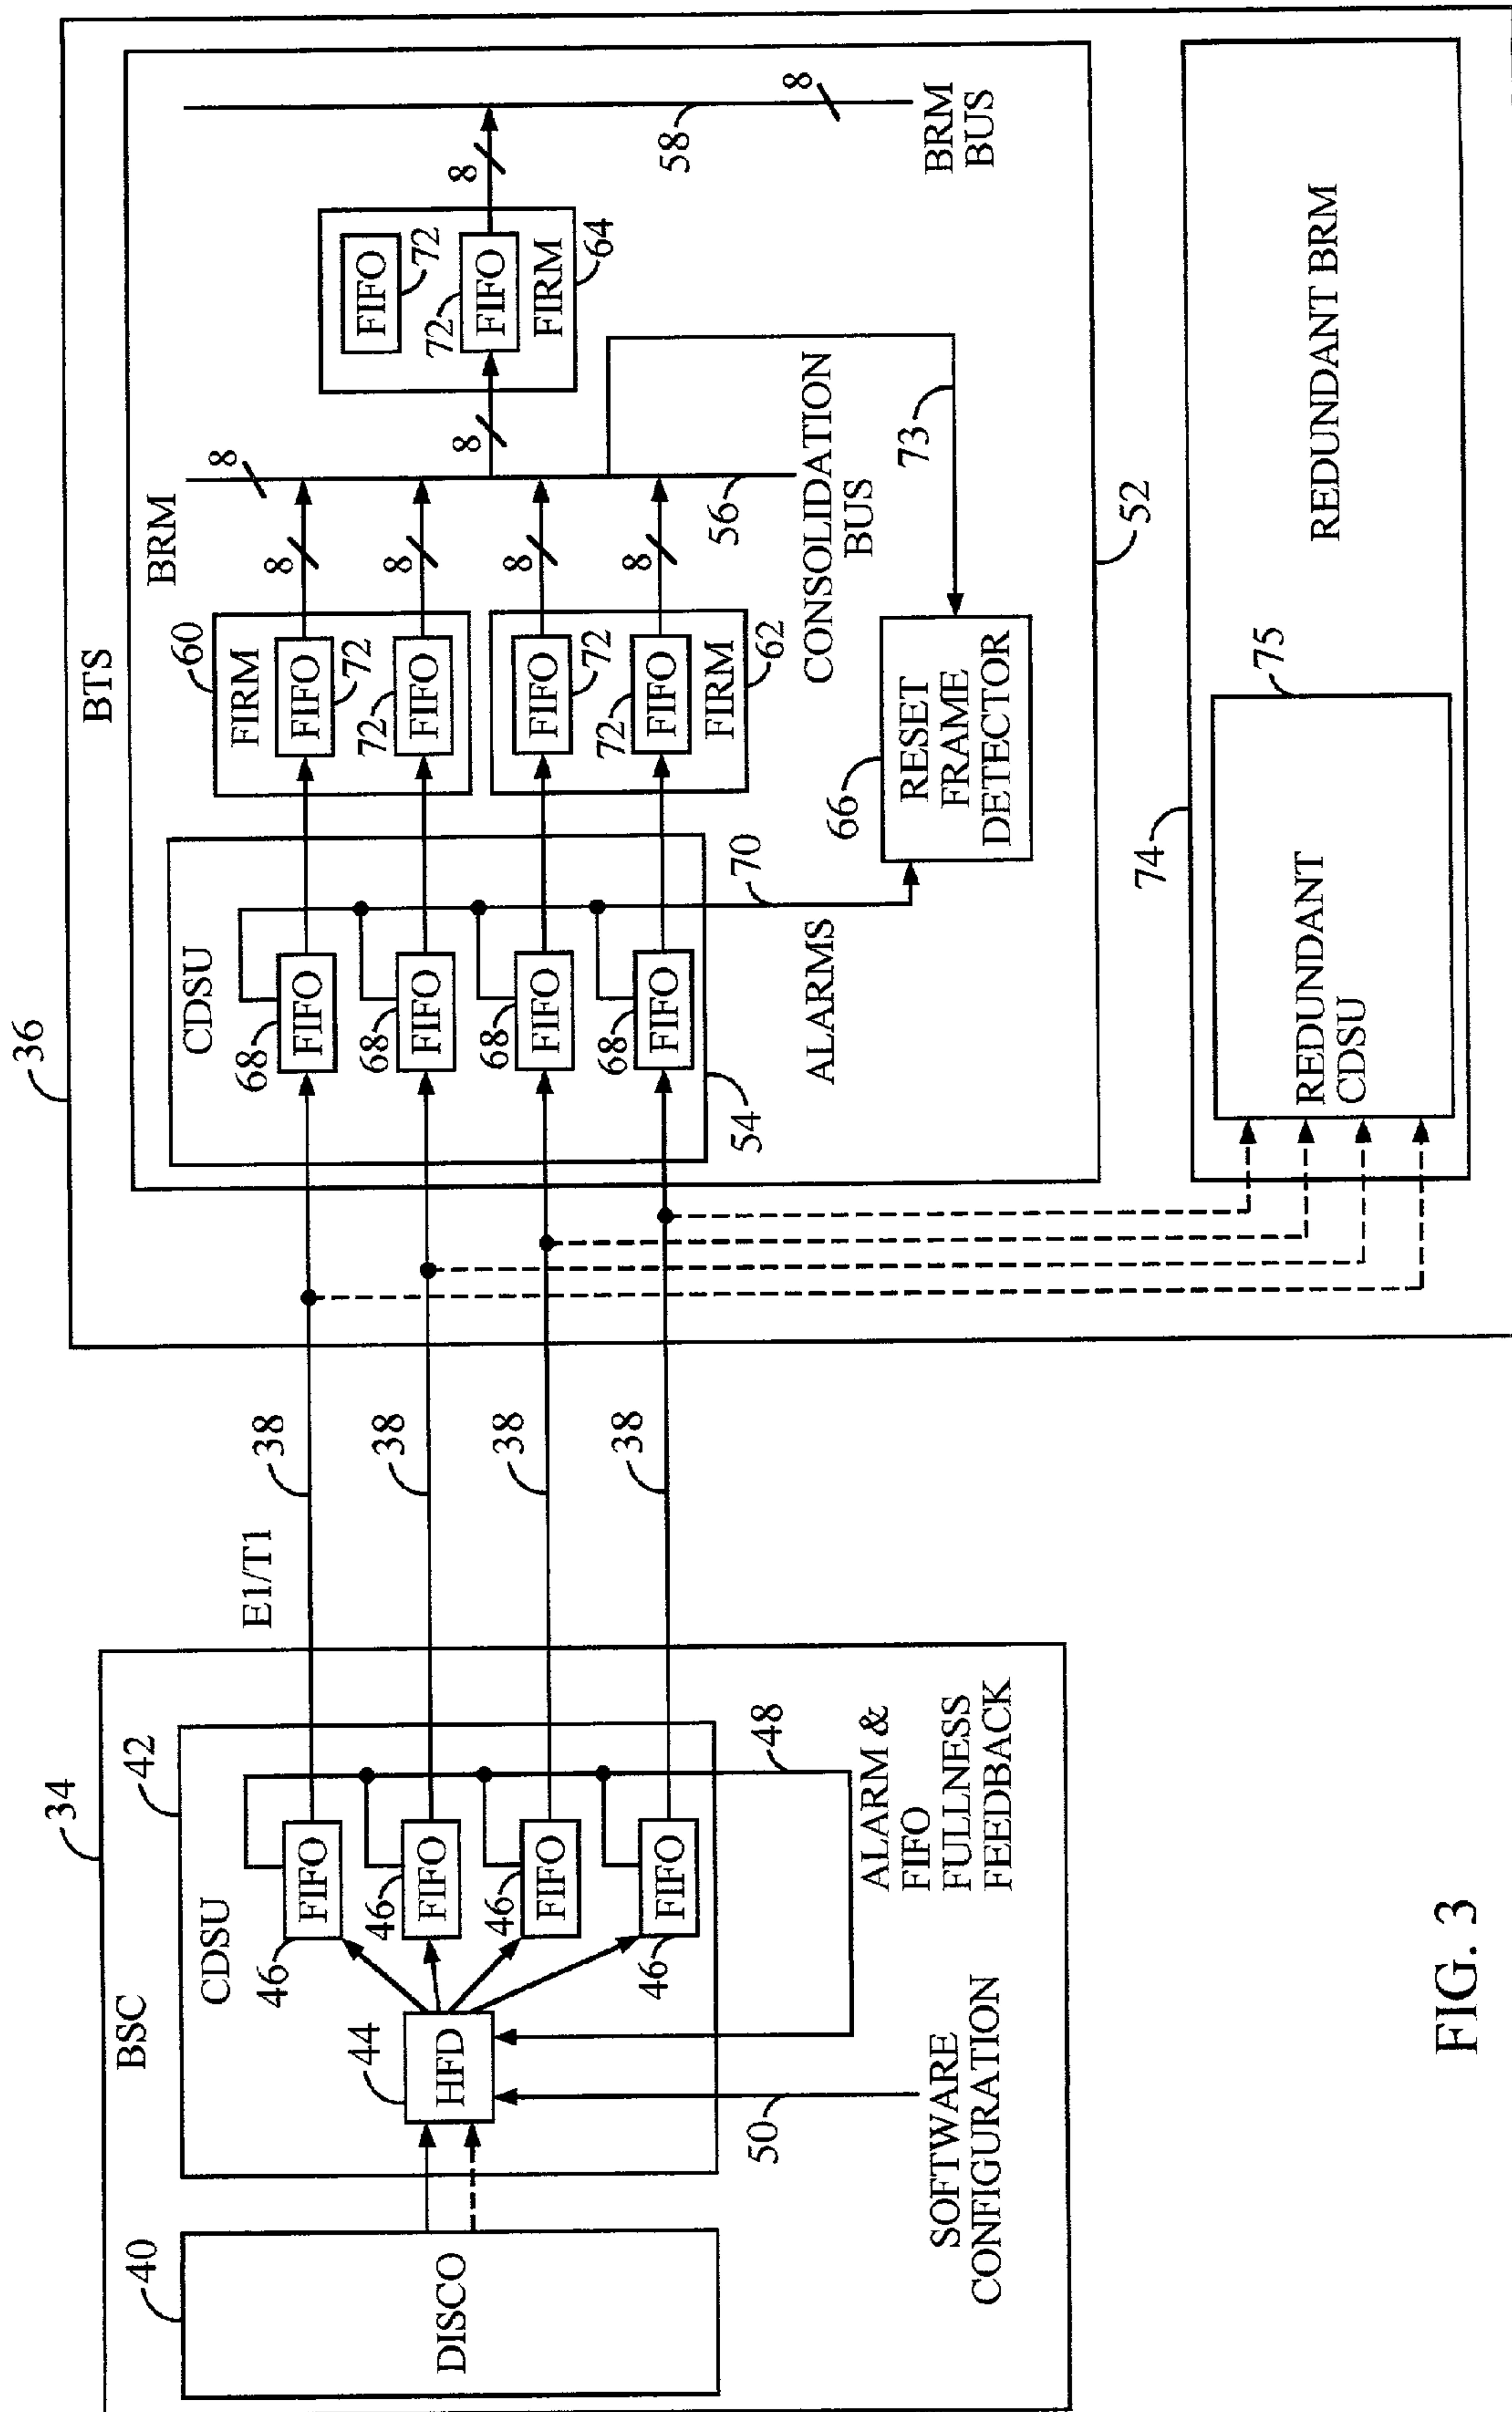 34
BSC
40
DISCO
42
CDSU
44
HFD
46
FIFO
46
FIFO
46
FIFO
46
FIFO
48
ALARM &
FIFO
FULLNESS
FEEDBACK
50
SOFTWARE
CONFIGURATION
E1/T1
38
38
38
38
36
BTS
BRM
CDSU
68
FIFO
68
FIFO
68
FIFO
68
FIFO
54
70
ALARMS
60
FIRM
FIFO
72
72
FIFO
FIFO
72
72
FIFO
FIRM
62
8
8
8
8
8
56
CONSOLIDATION
BUS
8
FIFO
72
72
FIFO
FIRM
64
8
58
8
BRM
BUS
73
66
RESET
FRAME
DETECTOR
52
74
75
REDUNDANT
CDSU
REDUNDANT BRM
FIG. 3